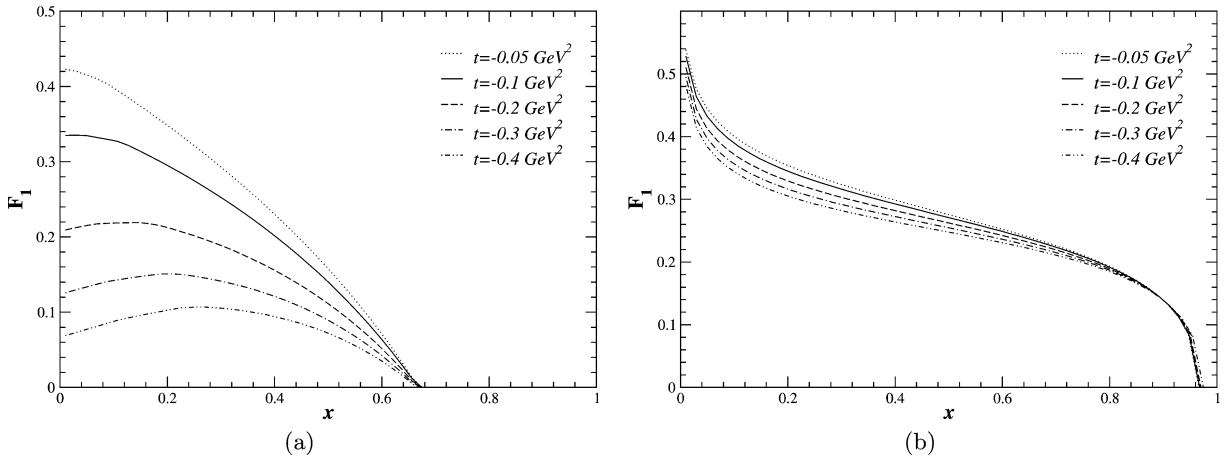 0.5
0.4
0.3
0.2
0.1
0
F1
t=-0.05 GeV²
t=-0.1 GeV²
t=-0.2 GeV²
t=-0.3 GeV²
t=-0.4 GeV²
0 0.2 0.4 0.6 0.8 1
x
(a)
0.5
0.4
0.3
0.2
0.1
0
F1
t=-0.05 GeV²
t=-0.1 GeV²
t=-0.2 GeV²
t=-0.3 GeV²
t=-0.4 GeV²
0 0.2 0.4 0.6 0.8 1
x
(b)